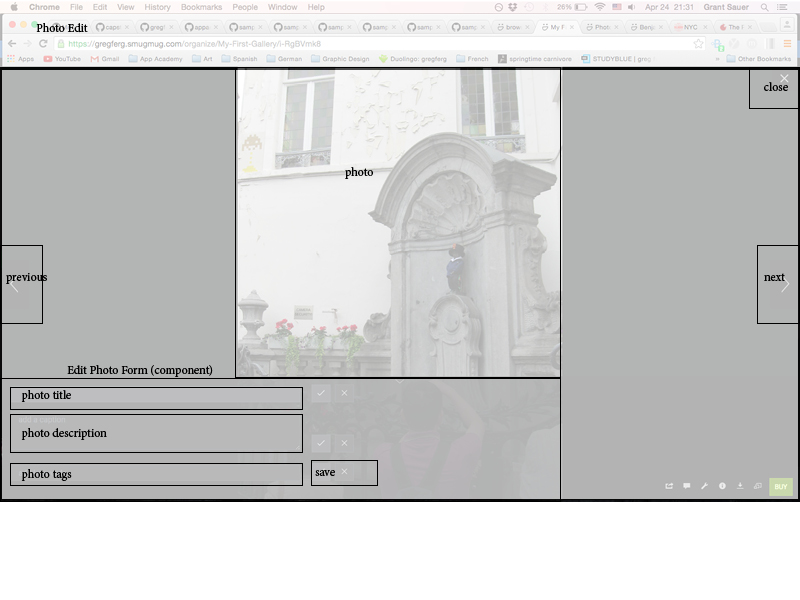 Chrome File Edit View History Bookmarks People Window Help 26% Apr 24 21:31 Grant Sauer
Photo Edit
https://gregferg.smugmug.com/organize/My-First-Gallery/i-RgBVmk8
Apps YouTube Gmail App Academy Art Spanish German Graphic Design Duolingo: gregferg springtime carnivore STUDYBLUE | greg Other Bookmarks
close
photo
previous
next
Edit Photo Form (component)
photo title
photo description
photo tags
save
BUY